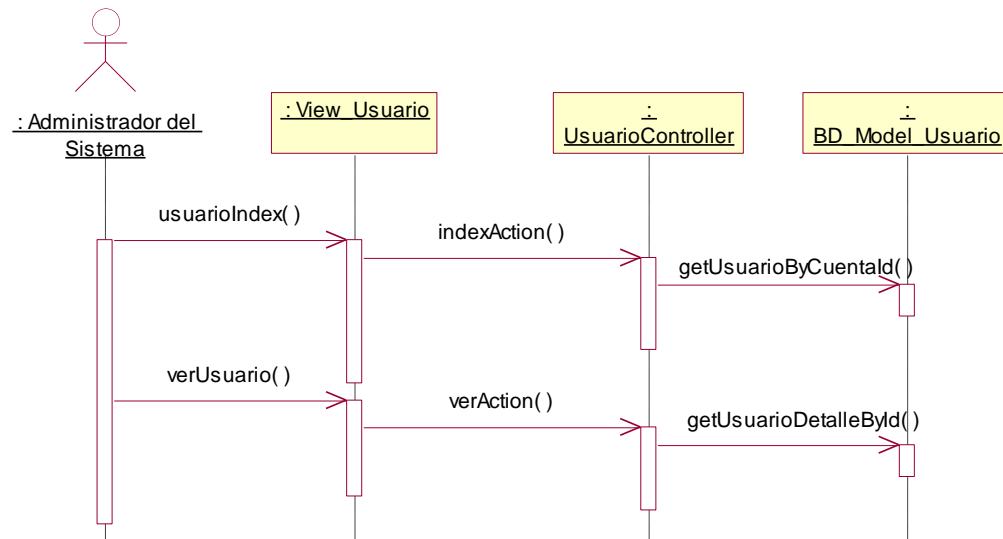 : Administrador del
Sistema
: View_Usuario
:
UsuarioController
:
BD_Model_Usuario
usuarioIndex( )
indexAction( )
getUsuarioByCuentaId( )
verUsuario( )
verAction( )
getUsuarioDetalleById( )